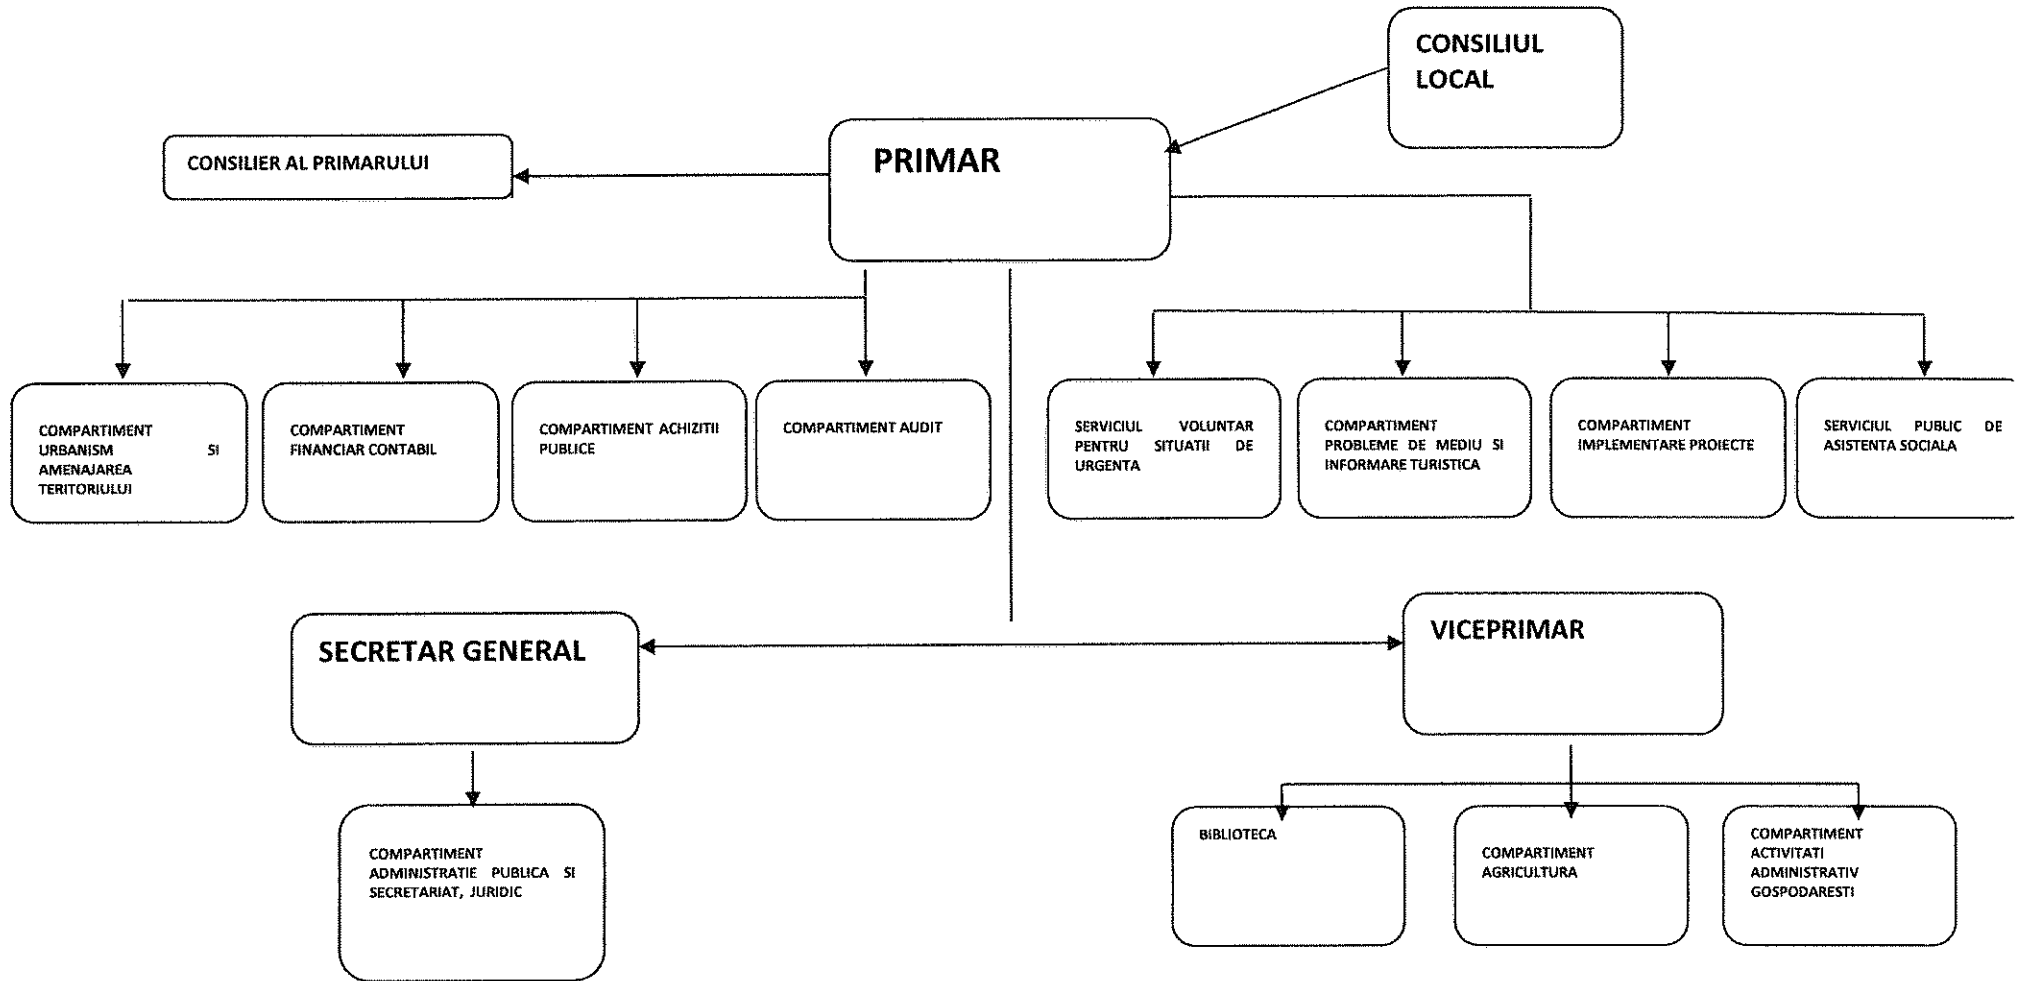 CONSILIUL
LOCAL
PRIMAR
CONSILIER AL PRIMARULUI
COMPARTIMENT
URBANISM SI
AMENAJAREA
TERITORIULUI
COMPARTIMENT
FINANCIAR CONTABIL
COMPARTIMENT ACHIZITII
PUBLICE
COMPARTIMENT AUDIT
SERVICIUL VOLUNTAR
PENTRU SITUATII DE
URGENTA
COMPARTIMENT
PROBLEME DE MEDIU SI
INFORMARE TURISTICA
COMPARTIMENT
IMPLEMENTARE PROIECTE
SERVICIUL PUBLIC DE
ASISTENTA SOCIALA
SECRETAR GENERAL
VICEPRIMAR
COMPARTIMENT
ADMINISTRATIE PUBLICA SI
SECRETARIAT, JURIDIC
BIBLIOTECA
COMPARTIMENT
AGRICULTURA
COMPARTIMENT
ACTIVITATI
ADMINISTRATIV
GOSPODARESTI